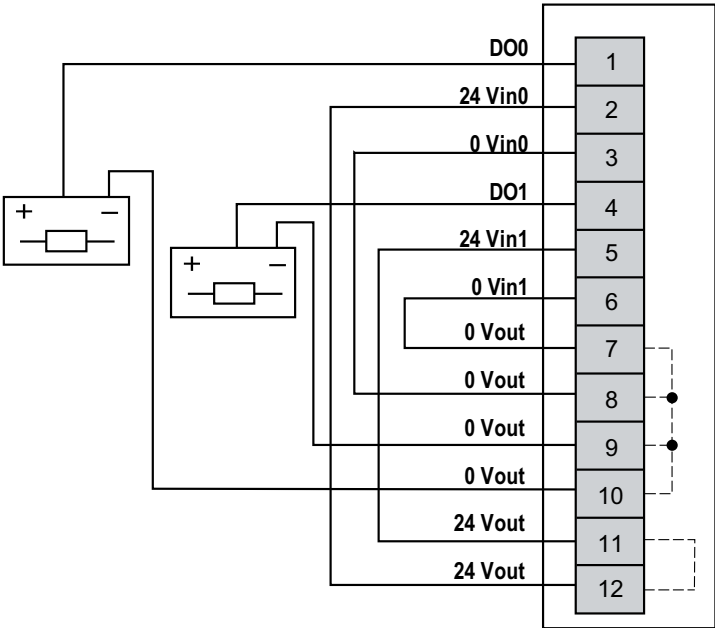 DO0 1
24 Vin0 2
0 Vin0 3
DO1 4
24 Vin1 5
0 Vin1 6
0 Vout 7
0 Vout 8
0 Vout 9
0 Vout 10
24 Vout 11
24 Vout 12
+ −
+ −